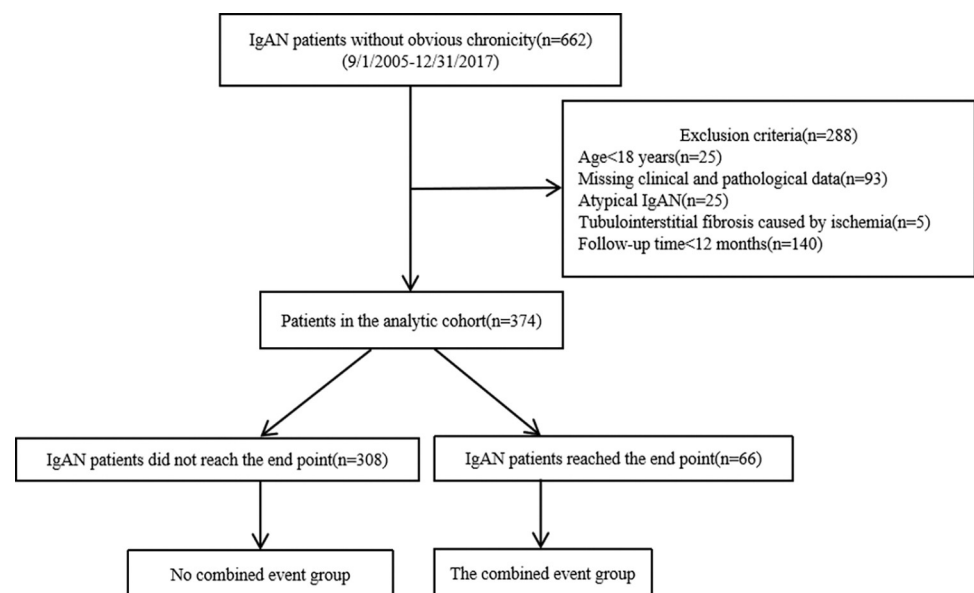 IgAN patients without obvious chronicity(n=662)
(9/1/2005-12/31/2017)
Exclusion criteria(n=288)
Age<18 years(n=25)
Missing clinical and pathological data(n=93)
Atypical IgAN(n=25)
Tubulointerstitial fibrosis caused by ischemia(n=5)
Follow-up time<12 months(n=140)
Patients in the analytic cohort(n=374)
IgAN patients did not reach the end point(n=308)
IgAN patients reached the end point(n=66)
No combined event group
The combined event group